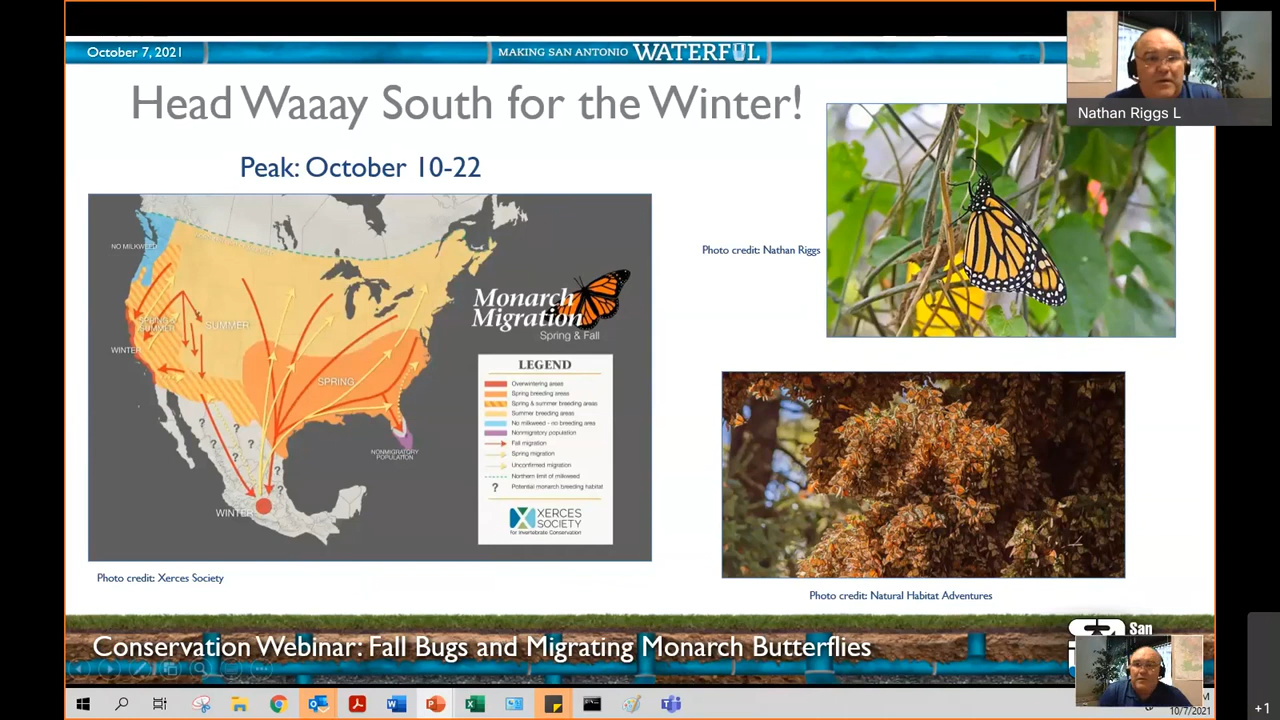 October 7, 2021
MAKING SAN ANTONIO WATERFUL
Nathan Riggs L
Head Waaay South for the Winter!
Peak: October 10-22
NO MILKWEED
SPRING &
SUMMER
SUMMER
WINTER
SPRING
NONMIGRATORY
POPULATION
WINTER
? ? ? ? ? ?
Monarch
Migration
Spring & Fall
LEGEND
Overwintering areas
Spring breeding areas
Spring & summer breeding areas
Summer breeding areas
No milkweed - no breeding area
Nonmigratory population
Fall migration
Spring migration
Unconfirmed migration
Northern limit of milkweed
? Potential monarch breeding habitat
XERCES
SOCIETY
for Invertebrate Conservation
Photo credit: Nathan Riggs
Photo credit: Xerces Society
Photo credit: Natural Habitat Adventures
Conservation Webinar: Fall Bugs and Migrating Monarch Butterflies
San
10/7/2021
+1